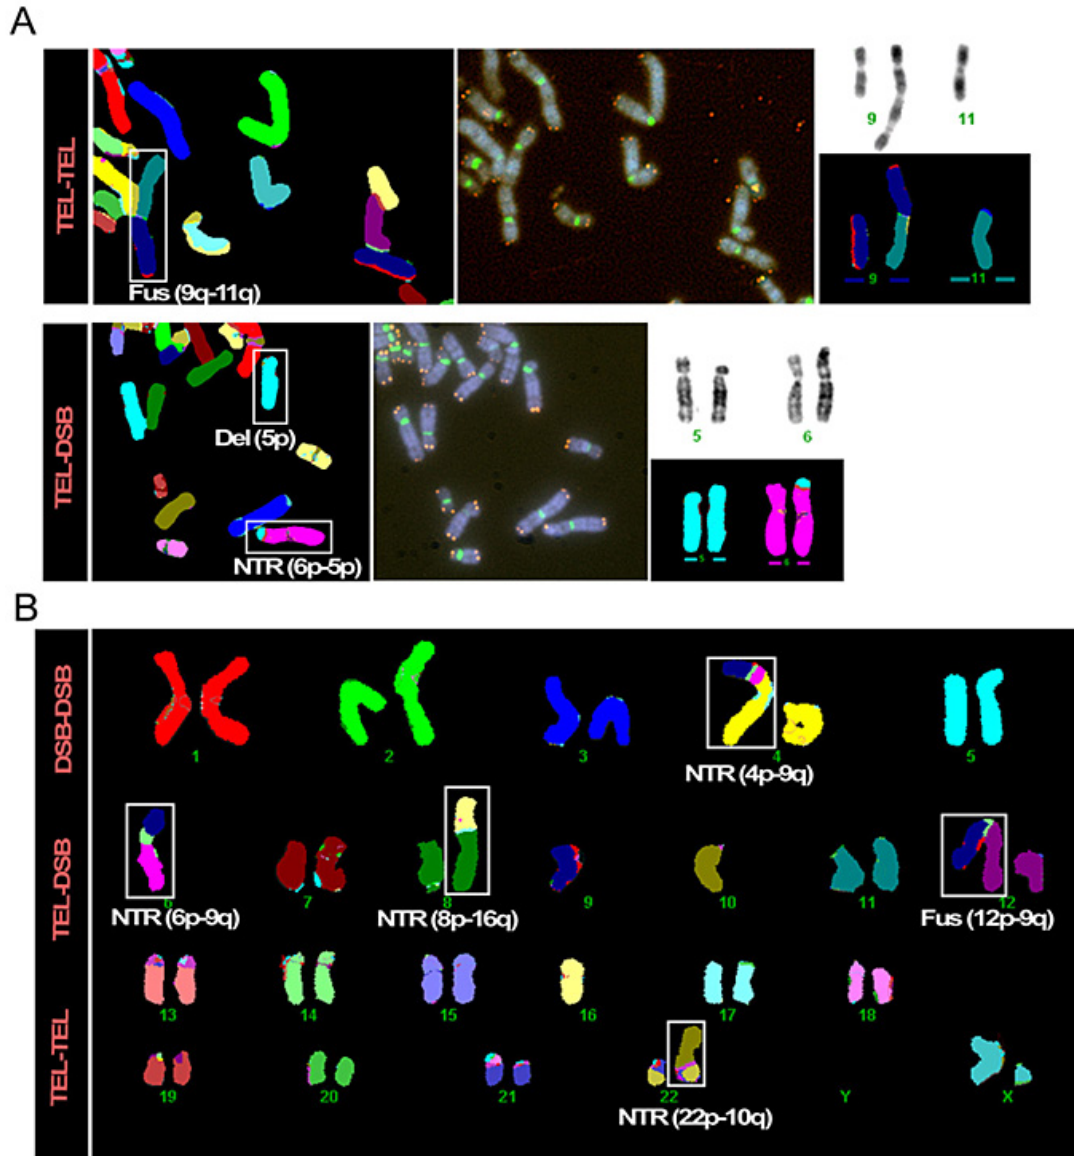 A
TEL-TEL
Fus (9q-11q)
9
11
9
11
TEL-DSB
Del (5p)
NTR (6p-5p)
5
6
5
6
B
DSB-DSB
1
2
3
4
5
NTR (4p-9q)
TEL-DSB
6
7
8
9
10
11
12
NTR (6p-9q)
NTR (8p-16q)
Fus (12p-9q)
13
14
15
16
17
18
TEL-TEL
19
20
21
22
Y
X
NTR (22p-10q)